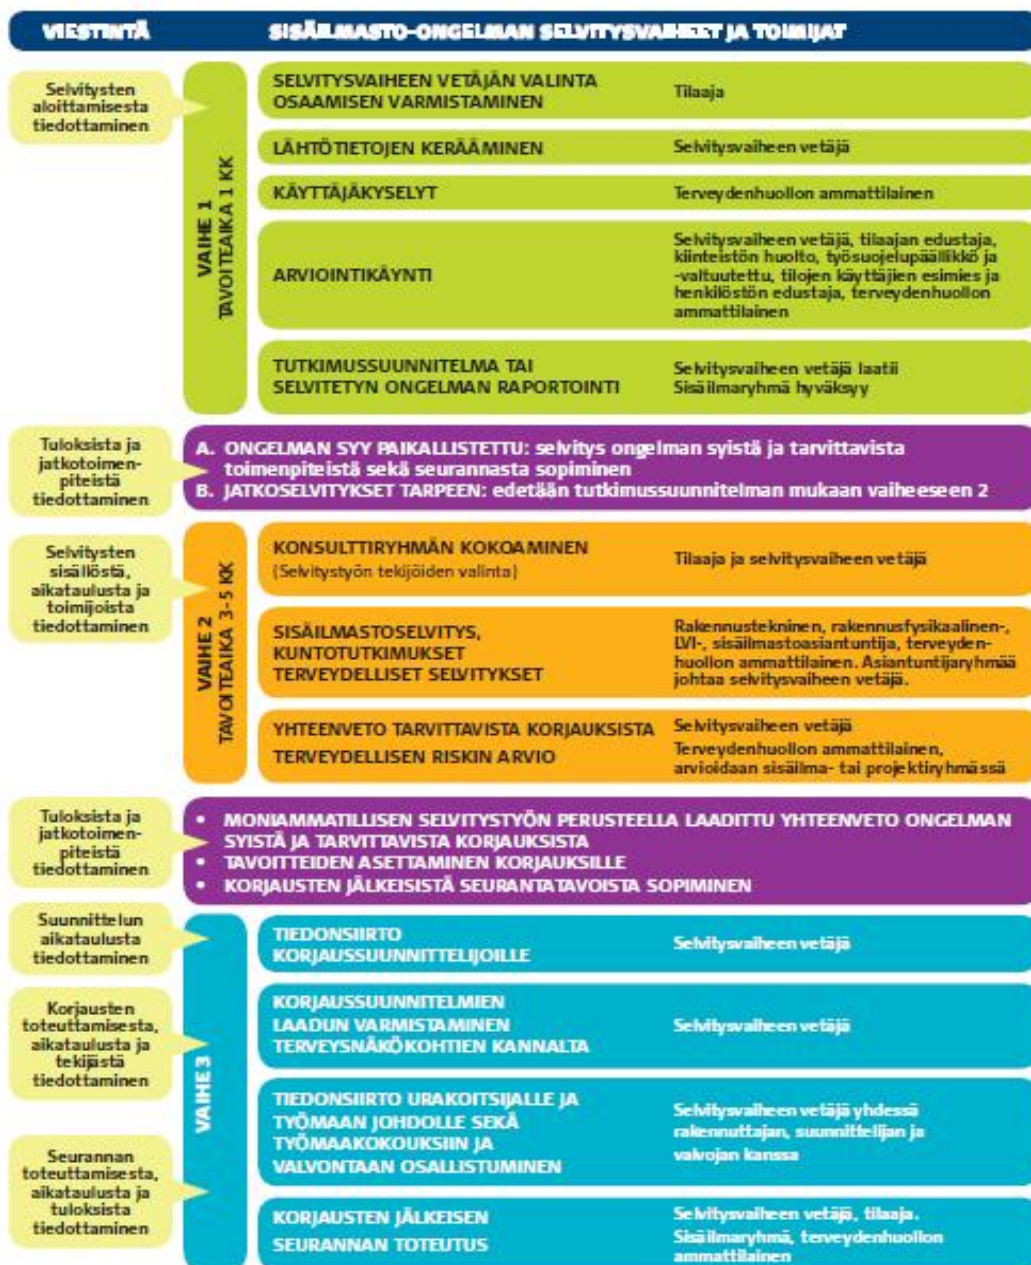 VIESTINTÄ
SISÄILMASTO-ONGELMAN SELVITYSVAIHEET JA TOIMIJAT
Selvitysten
aloittamisesta
tiedottaminen
VAIHE 1
TAVOITEAIKA 1 KK
SELVITYSVAIHEEN VETÄJÄN VALINTA
OSAAMISEN VARMISTAMINEN
Tilaaja
LÄHTÖTIETOJEN KERÄÄMINEN
Selvitysvaiheen vetäjä
KÄYTTÄJÄKYSELYT
Terveydenhuollon ammattilainen
ARVIOINTIKÄYNTI
Selvitysvaiheen vetäjä, tilaajan edustaja,
kiinteistön huolto, työsuojelupäällikkö ja
-valtuutettu, tilojen käyttäjien esimies ja
henkilöstön edustaja, terveydenhuollon
ammattilainen
TUTKIMUSSUUNNITELMA TAI
SELVITETYN ONGELMAN RAPORTOINTI
Selvitysvaiheen vetäjä laatii
Sisäilmaryhmä hyväksyy
Tuloksista ja
jatkotoimen-
piteistä
tiedottaminen
A. ONGELMAN SYY PAIKALLISTETTU: selvitys ongelman syistä ja tarvittavista
toimenpiteistä sekä seurannasta sopiminen
B. JATKOSELVITYKSET TARPEEN: edetään tutkimussuunnitelman mukaan vaiheeseen 2
Selvitysten
sisällöstä,
aikataulusta ja
toimijoista
tiedottaminen
VAIHE 2
TAVOITEAIKA 3-5 KK
KONSULTTIRYHMÄN KOKOAMINEN
(Selvitystyön tekijöiden valinta)
Tilaaja ja selvitysvaiheen vetäjä
SISÄILMASTOSELVITYS,
KUNTOTUTKIMUKSET
TERVEYDELLISET SELVITYKSET
Rakennustekninen, rakennusfysikaalinen-,
LVI-, sisäilmastoasiantuntija, terveyden-
huollon ammattilainen. Asiantuntijaryhmää
johtaa selvitysvaiheen vetäjä.
YHTEENVETO TARVITTAVISTA KORJAUKSISTA
TERVEYDELLISEN RISKIN ARVIO
Selvitysvaiheen vetäjä
Terveydenhuollon ammattilainen,
arvioidaan sisäilma- tai projektiryhmässä
Tuloksista ja
jatkotoimen-
piteistä
tiedottaminen
• MONIAMMATILLISEN SELVITYSTYÖN PERUSTEELLA LAADITTU YHTEENVETO ONGELMAN
SYISTÄ JA TARVITTAVISTA KORJAUKSISTA
• TAVOITTEIDEN ASETTAMINEN KORJAUKSILLE
• KORJAUSTEN JÄLKEISISTÄ SEURANTATAVOISTA SOPIMINEN
Suunnittelun
aikataulusta
tiedottaminen
VAIHE 3
TIEDONSIIRTO
KORJAUSSUUNNITTELIJOILLE
Selvitysvaiheen vetäjä
Korjausten
toteuttamisesta,
aikataulusta ja
tekijästä
tiedottaminen
KORJAUSSUUNNITELMIEN
LAADUN VARMISTAMINEN
TERVEYSNÄKÖKOHTIEN KANNALTA
Selvitysvaiheen vetäjä
TIEDONSIIRTO URAKOITSIJALLE JA
TYÖMAAN JOHDOLLE SEKÄ
TYÖMAAKOKOUKSIIN JA
VALVONTAAN OSALLISTUMINEN
Selvitysvaiheen vetäjä yhdessä
rakennuttajan, suunnittelijan ja
valvojan kanssa
Seurannan
toteuttamisesta,
aikataulusta ja
tuloksista
tiedottaminen
KORJAUSTEN JÄLKEISEN
SEURANNAN TOTEUTUS
Selvitysvaiheen vetäjä, tilaaja.
Sisäilmaryhmä, terveydenhuollon
ammattilainen